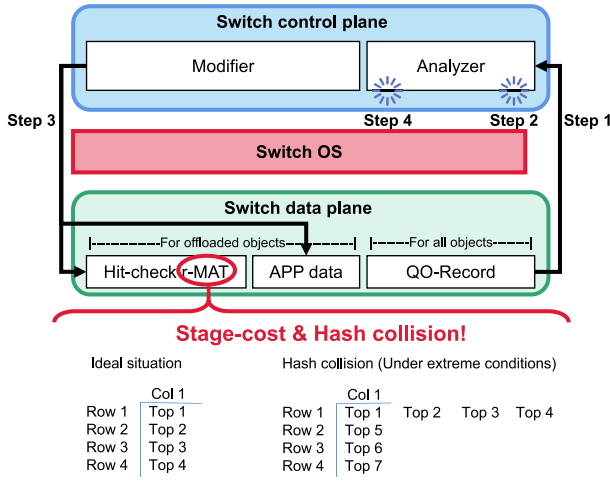 Switch control plane
Modifier
Analyzer
Step 3
Step 4
Step 2
Step 1
Switch OS
Switch data plane
For offloaded objects
For all objects
Hit-checker-MAT
APP data
QO-Record
Stage-cost & Hash collision!
Ideal situation
Hash collision (Under extreme conditions)
Col 1
Row 1 Top 1
Row 2 Top 2
Row 3 Top 3
Row 4 Top 4
Col 1
Row 1 Top 1 Top 2 Top 3 Top 4
Row 2 Top 5
Row 3 Top 6
Row 4 Top 7